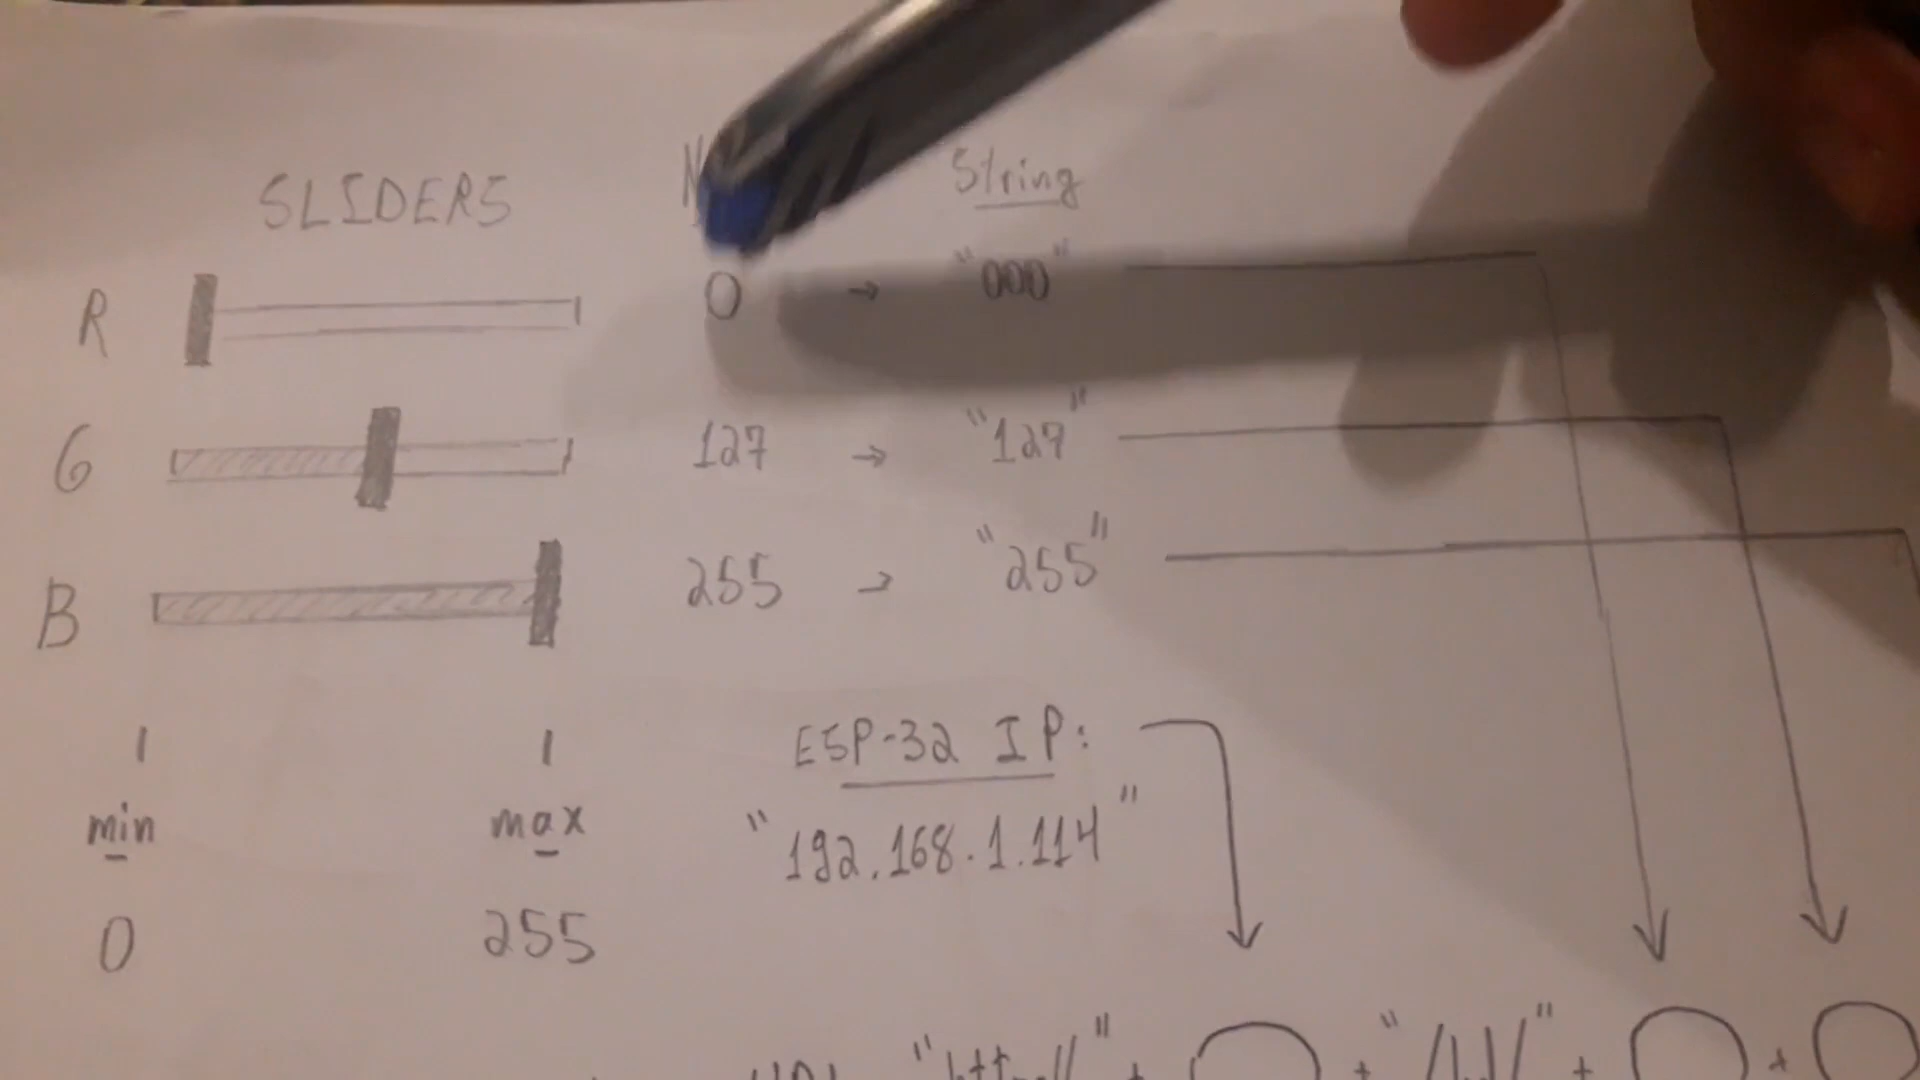 SLIDERS String
R 0 → "000"
G 127 → "127"
B 255 → "255"
ESP-32 IP:
min max "192.168.1.114"
0 255
+ + +